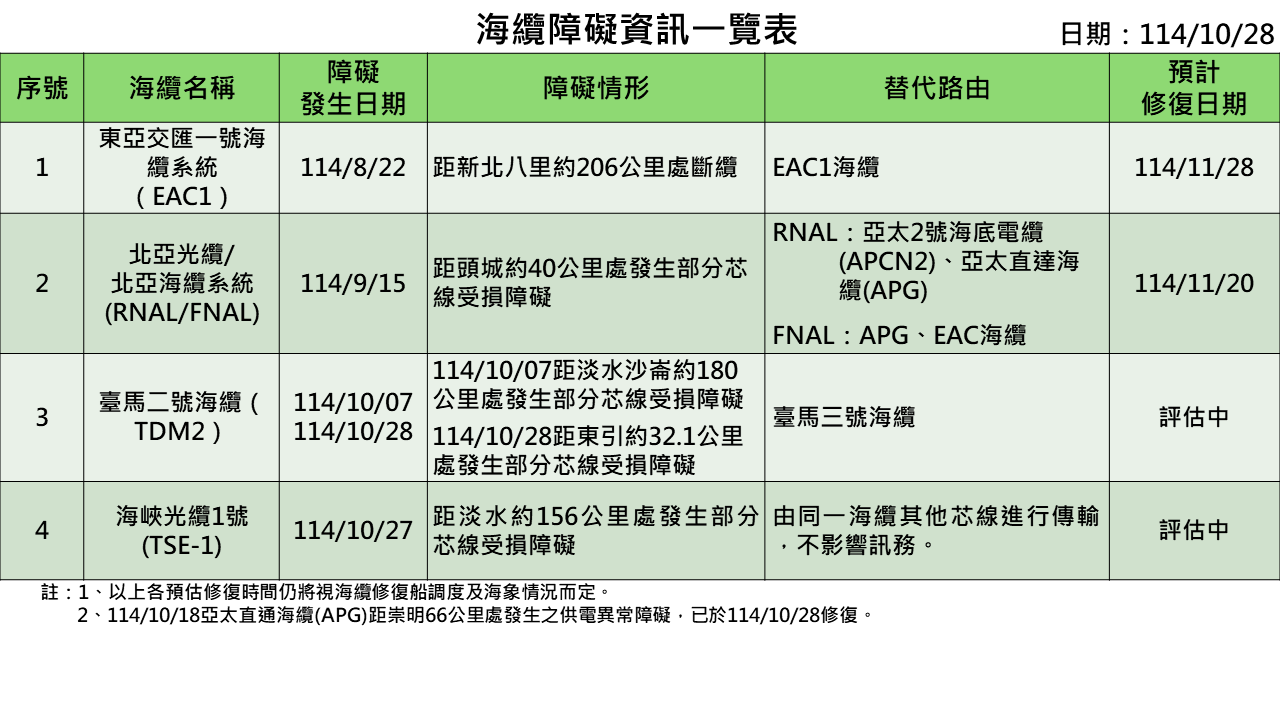 海纜障礙資訊一覽表
日期：114/10/28
序號
海纜名稱
障礙
發生日期
障礙情形
替代路由
預計
修復日期
1
東亞交匯一號海
纜系統
（EAC1）
114/8/22
距新北八里約206公里處斷纜
EAC1海纜
114/11/28
2
北亞光纜/
北亞海纜系統
(RNAL/FNAL)
114/9/15
距頭城約40公里處發生部分芯
線受損障礙
RNAL：亞太2號海底電纜
(APCN2)、亞太直達海
纜(APG)
FNAL：APG、EAC海纜
114/11/20
3
臺馬二號海纜（
TDM2）
114/10/07
114/10/28
114/10/07距淡水沙崙約180
公里處發生部分芯線受損障礙
114/10/28距東引約32.1公里
處發生部分芯線受損障礙
臺馬三號海纜
評估中
4
海峽光纜1號
(TSE-1)
114/10/27
距淡水約156公里處發生部分
芯線受損障礙
由同一海纜其他芯線進行傳輸
，不影響訊務。
評估中
註：1、以上各預估修復時間仍將視海纜修復船調度及海象情況而定。
2、114/10/18亞太直通海纜(APG)距崇明66公里處發生之供電異常障礙，已於114/10/28修復。